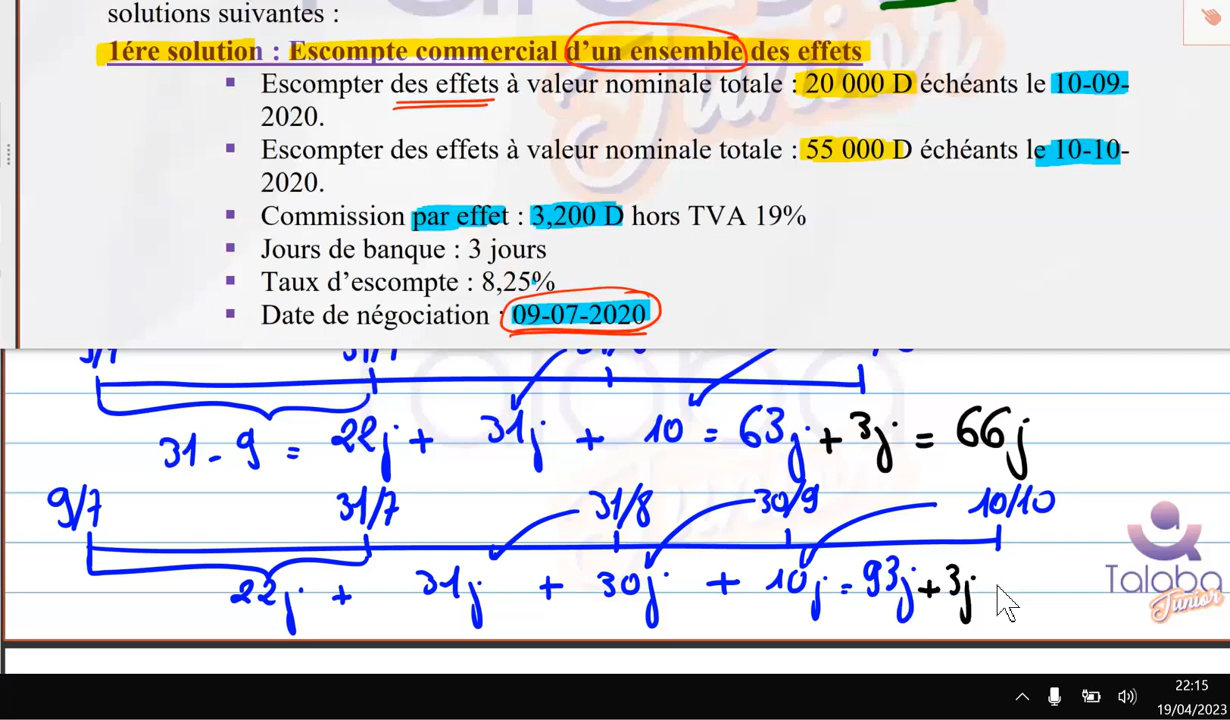 solutions suivantes :
1ére solution : Escompte commercial d'un ensemble des effets
▪ Escompter des effets à valeur nominale totale : 20 000 D échéants le 10-09-
2020.
▪ Escompter des effets à valeur nominale totale : 55 000 D échéants le 10-10-
2020.
▪ Commission par effet : 3,200 D hors TVA 19%
▪ Jours de banque : 3 jours
▪ Taux d'escompte : 8,25%
▪ Date de négociation : 09-07-2020
31 - 9 = 22j + 31j + 10 = 63j + 3j = 66j
9/7 31/7 31/8 30/9 10/10
22j + 31j + 30j + 10j = 93j + 3j
Talaba
Junior
22:15
19/04/2023